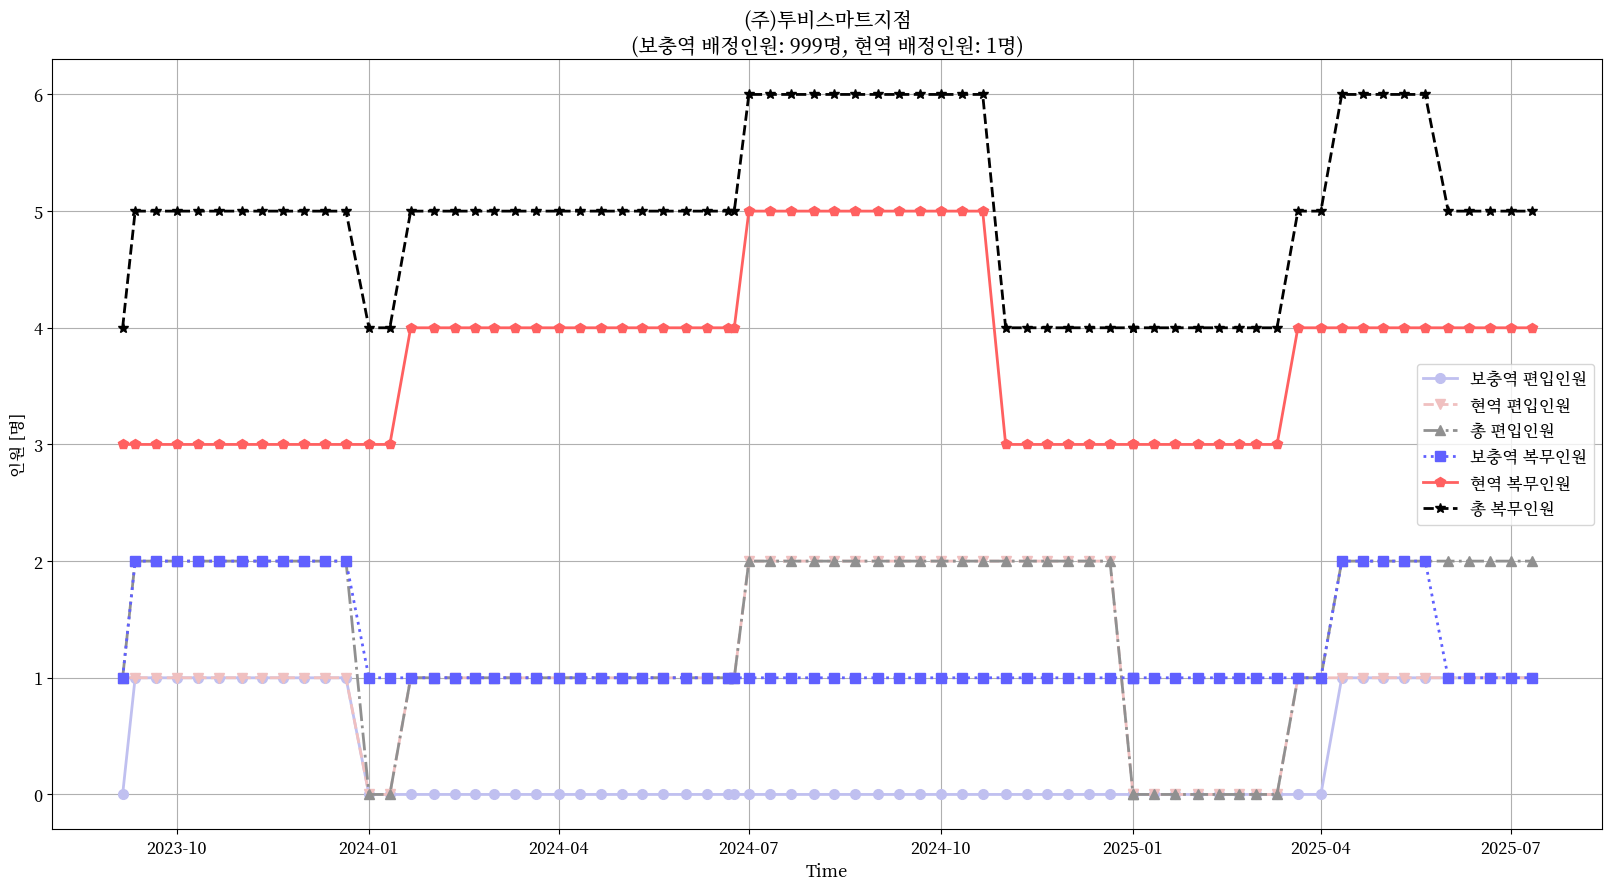 (주)투비스마트지점
(보충역 배정인원: 999명, 현역 배정인원: 1명)
인원 [명]
6
5
4
3
2
1
0
보충역 편입인원
현역 편입인원
총 편입인원
보충역 복무인원
현역 복무인원
총 복무인원
2023-10
2024-01
2024-04
2024-07
2024-10
2025-01
2025-04
2025-07
Time